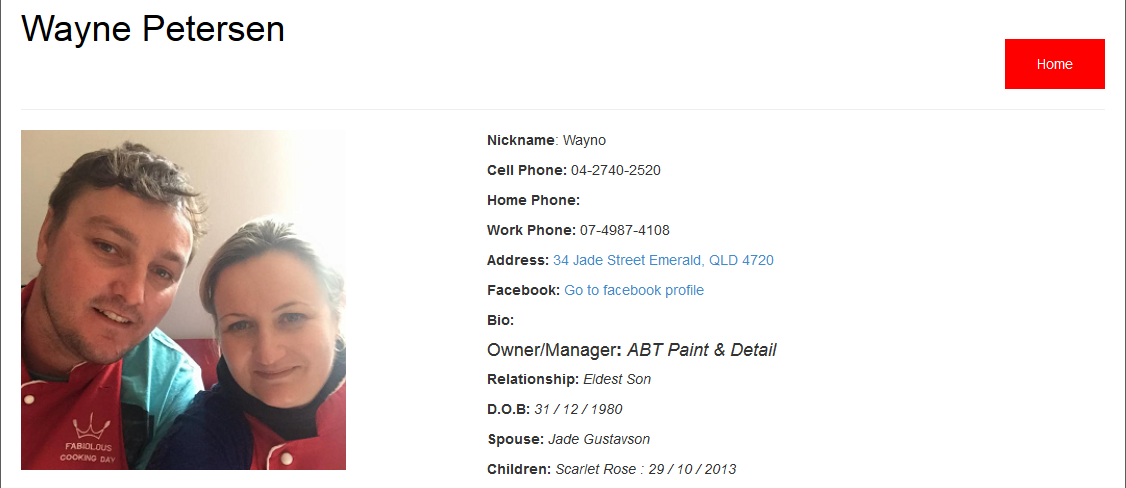 Wayne Petersen
Home
Nickname: Wayno
Cell Phone: 04-2740-2520
Home Phone:
Work Phone: 07-4987-4108
Address: 34 Jade Street Emerald, QLD 4720
Facebook: Go to facebook profile
Bio:
Owner/Manager: ABT Paint & Detail
Relationship: Eldest Son
D.O.B: 31 / 12 / 1980
Spouse: Jade Gustavson
Children: Scarlet Rose : 29 / 10 / 2013
FABIOLOUS
COOKING DAY